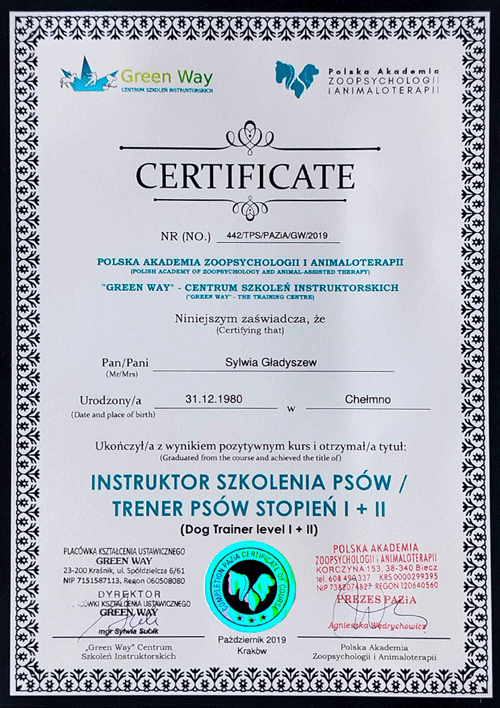 Green Way
CENTRUM SZKOLEŃ INSTRUKTORSKICH
Polska Akademia
ZOOPSYCHOLOGII
i ANIMALOTERAPII
CERTIFICATE
NR (NO.) 442/TPS/PAZiA/GW/2019
POLSKA AKADEMIA ZOOPSYCHOLOGII I ANIMALOTERAPII
(POLISH ACADEMY OF ZOOPSYCHOLOGY AND ANIMAL-ASSISTED THERAPY)
"GREEN WAY" - CENTRUM SZKOLEŃ INSTRUKTORSKICH
("GREEN WAY" - THE TRAINING CENTRE)
Niniejszym zaświadcza, że
(Certifying that)
Pan/Pani Sylwia Gładyszew
(Mr/Mrs)
Urodzony/a 31.12.1980 w Chełmno
(Date and place of birth)
Ukończył/a z wynikiem pozytywnym kurs i otrzymał/a tytuł:
(Graduated from the course and achieved the title of)
INSTRUKTOR SZKOLENIA PSÓW /
TRENER PSÓW STOPIEŃ I + II
(Dog Trainer level I + II)
PLACÓWKA KSZTAŁCENIA USTAWICZNEGO
GREEN WAY
23-200 Kraśnik, ul. Spółdzielcza 6/61
NIP 7151587113, Regon 060508080
DYREKTOR
KSZTAŁCENIA USTAWICZNEGO
GREEN WAY
mgr Sylwia Subik
„Green Way" Centrum
Szkoleń Instruktorskich
COMPLETION PAZIA CERTIFICATE OF COURSE
Październik 2019
Kraków
POLSKA AKADEMIA
ZOOPSYCHOLOGII i ANIMALOTERAPII
KORCZYNA 153, 38-340 Biecz
tel. 608 490 337 KRS 0000299395
NIP REGON 120640560
PREZES PAZiA
Agnieszka Wędrychowicz
Polska Akademia
Zoopsychologii i Animaloterapii